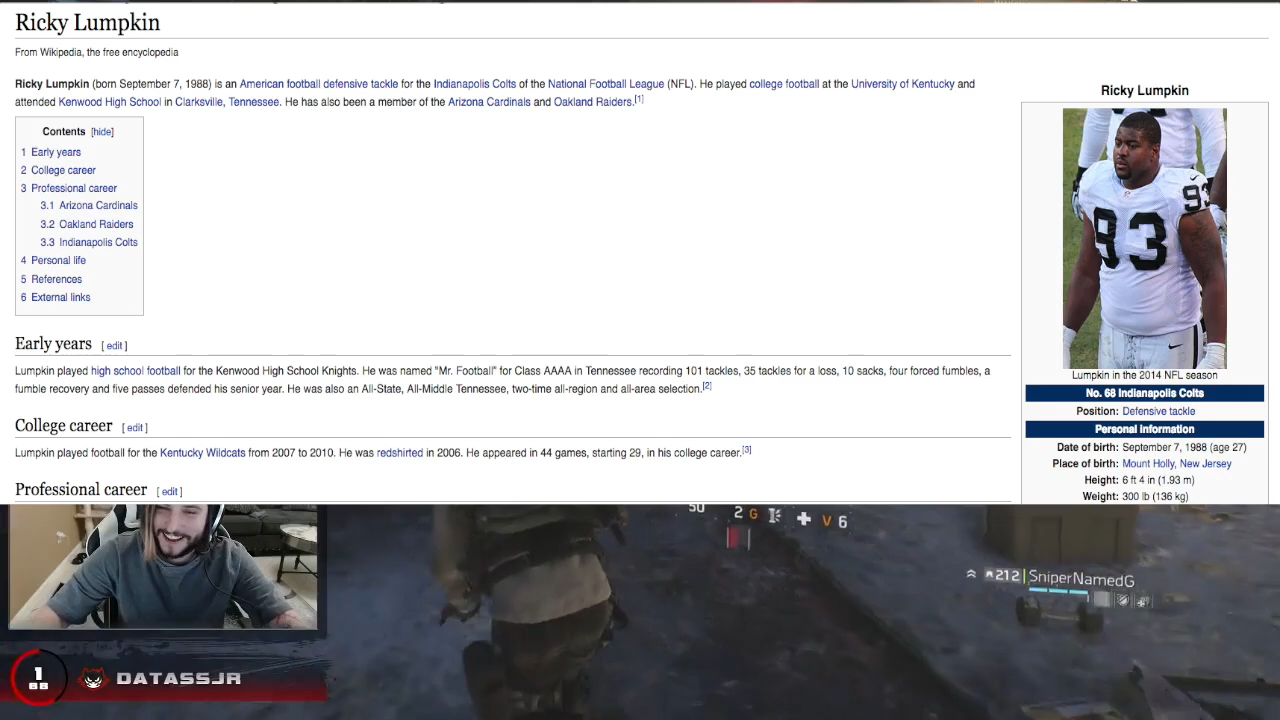 Ricky Lumpkin
From Wikipedia, the free encyclopedia
Ricky Lumpkin (born September 7, 1988) is an American football defensive tackle for the Indianapolis Colts of the National Football League (NFL). He played college football at the University of Kentucky and
attended Kenwood High School in Clarksville, Tennessee. He has also been a member of the Arizona Cardinals and Oakland Raiders.[1]
Contents [hide]
1 Early years
2 College career
3 Professional career
3.1 Arizona Cardinals
3.2 Oakland Raiders
3.3 Indianapolis Colts
4 Personal life
5 References
6 External links
Early years [ edit ]
Lumpkin played high school football for the Kenwood High School Knights. He was named "Mr. Football" for Class AAAA in Tennessee recording 101 tackles, 35 tackles for a loss, 10 sacks, four forced fumbles, a
fumble recovery and five passes defended his senior year. He was also an All-State, All-Middle Tennessee, two-time all-region and all-area selection.[2]
College career [ edit ]
Lumpkin played football for the Kentucky Wildcats from 2007 to 2010. He was redshirted in 2006. He appeared in 44 games, starting 29, in his college career.[3]
Professional career [ edit ]
Ricky Lumpkin
93
93
Lumpkin in the 2014 NFL season
No. 68 Indianapolis Colts
Position: Defensive tackle
Personal information
Date of birth: September 7, 1988 (age 27)
Place of birth: Mount Holly, New Jersey
Height: 6 ft 4 in (1.93 m)
Weight: 300 lb (136 kg)
50
2 G V 6
212 SniperNamedG
1
88
DATASSJR